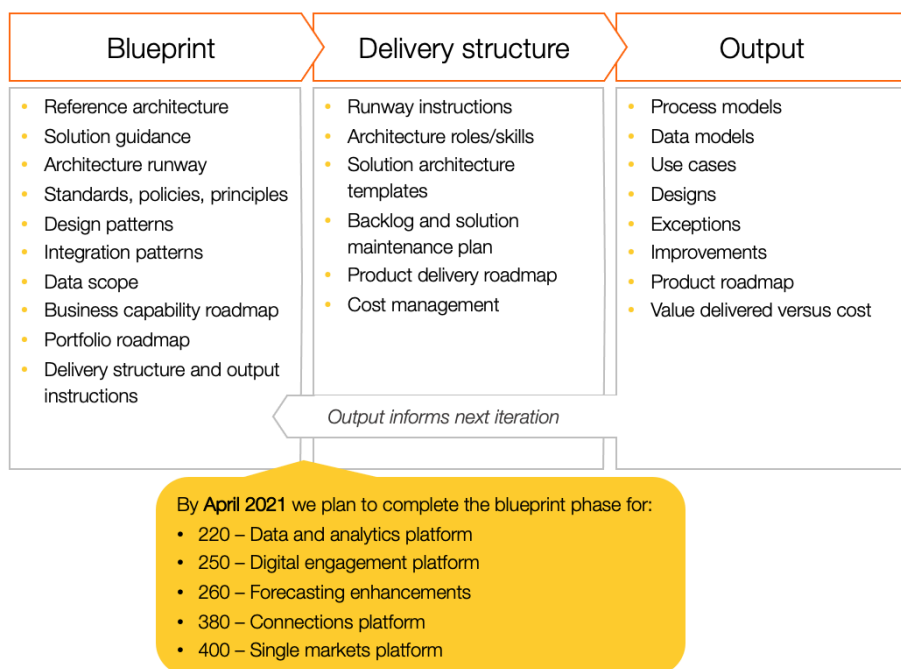 Blueprint
Reference architecture
Solution guidance
Architecture runway
Standards, policies, principles
Design patterns
Integration patterns
Data scope
Business capability roadmap
Portfolio roadmap
Delivery structure and output
instructions
Delivery structure
Runway instructions
Architecture roles/skills
Solution architecture
templates
Backlog and solution
maintenance plan
Product delivery roadmap
Cost management
Output
Process models
Data models
Use cases
Designs
Exceptions
Improvements
Product roadmap
Value delivered versus cost
Output informs next iteration
By April 2021 we plan to complete the blueprint phase for:
220 – Data and analytics platform
250 – Digital engagement platform
260 – Forecasting enhancements
380 – Connections platform
400 – Single markets platform